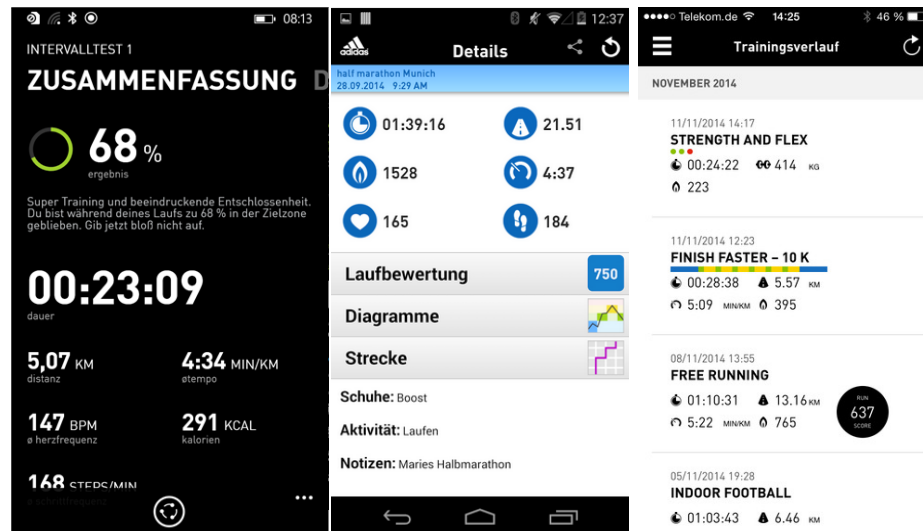 08:13
INTERVALLTEST 1
ZUSAMMENFASSUNG D
68 %
ergebnis
Super Training und beeindruckende Entschlossenheit.
Du bist während deines Laufs zu 68 % in der Zielzone
geblieben. Gib jetzt bloß nicht auf.
00:23:09
dauer
5,07 KM
distanz
4:34 MIN/KM
øtempo
147 BPM
ø herzfrequenz
291 KCAL
kalorien
168 STEPS/MIN
ø schrittfrequenz
12:37
adidas
Details
half marathon Munich
28.09.2014 9:29 AM
01:39:16
21.51
1528
4:37
165
184
Laufbewertung
750
Diagramme
Strecke
Schuhe: Boost
Aktivität: Laufen
Notizen: Maries Halbmarathon
Telekom.de 14:25 46 %
Trainingsverlauf
NOVEMBER 2014
11/11/2014 14:17
STRENGTH AND FLEX
00:24:22 414 KG
223
11/11/2014 12:23
FINISH FASTER – 10 K
00:28:38 5.57 KM
5:09 MIN/KM 395
08/11/2014 13:55
FREE RUNNING
01:10:31 13.16 KM
5:22 MIN/KM 765
RUN
637
SCORE
05/11/2014 19:28
INDOOR FOOTBALL
01:03:43 6.46 KM